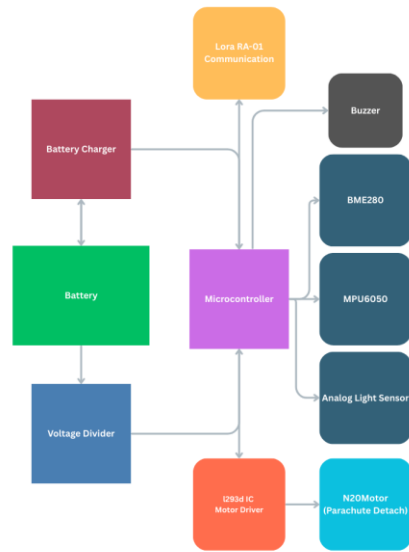 Lora RA-01
Communication
Buzzer
Battery Charger
BME280
Battery
Microcontroller
MPU6050
Analog Light Sensor
Voltage Divider
l293d IC
Motor Driver
N20Motor
(Parachute Detach)